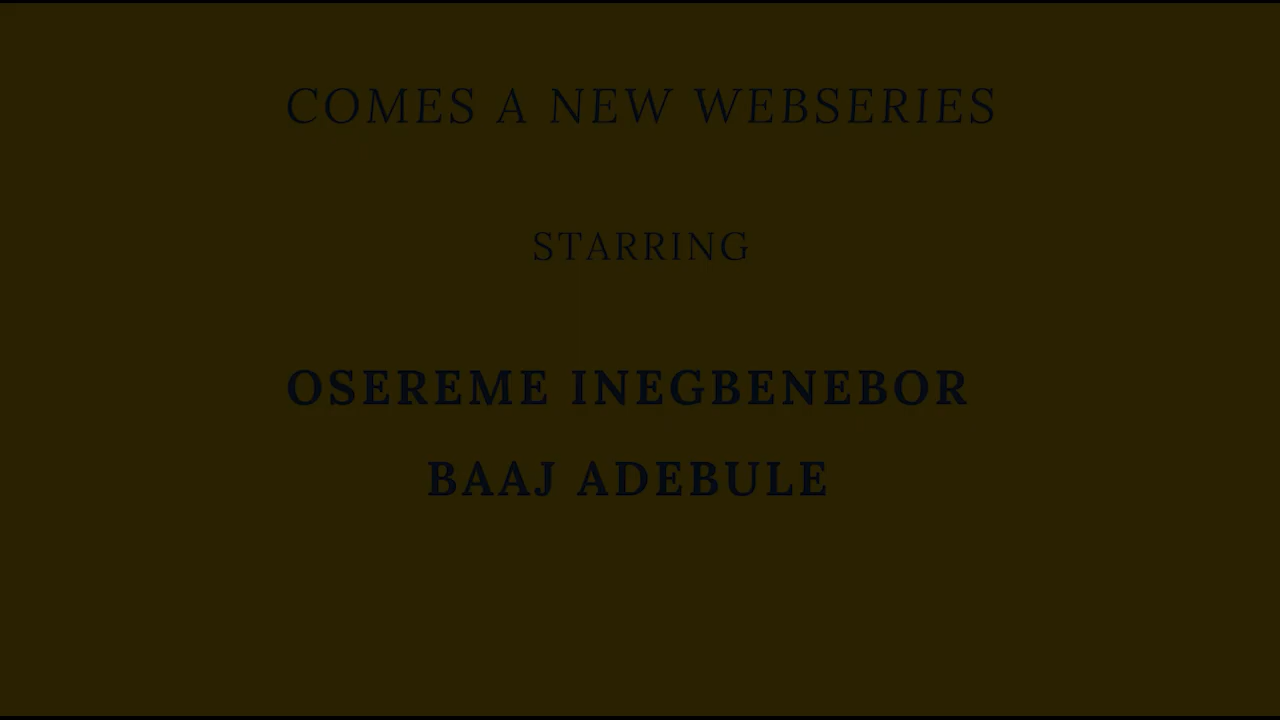 COMES A NEW WEBSERIES
STARRING
OSEREME INEGBENEBOR
BAAJ ADEBULE